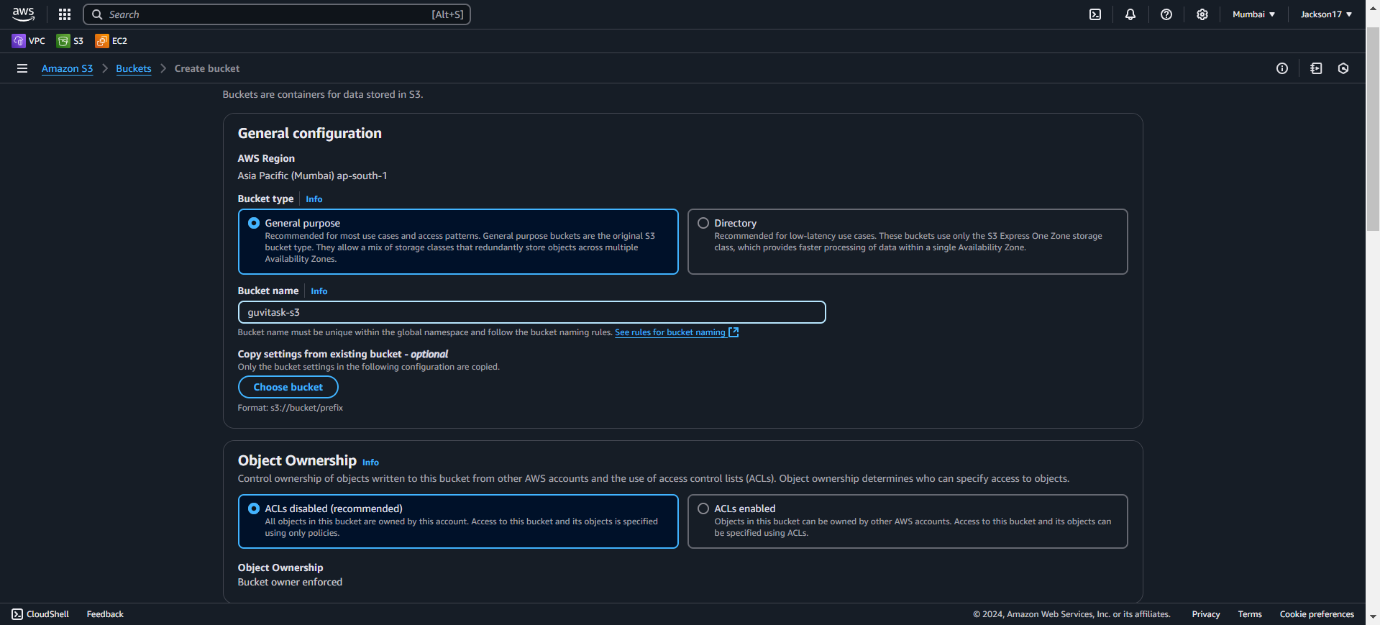 aws
Search
[Alt+S]
Mumbai ▼
Jackson17 ▼
VPC
S3
EC2
Amazon S3 > Buckets > Create bucket
Buckets are containers for data stored in S3.
General configuration
AWS Region
Asia Pacific (Mumbai) ap-south-1
Bucket type
Info
General purpose
Recommended for most use cases and access patterns. General purpose buckets are the original S3
bucket type. They allow a mix of storage classes that redundantly store objects across multiple
Availability Zones.
Directory
Recommended for low-latency use cases. These buckets use only the S3 Express One Zone storage
class, which provides faster processing of data within a single Availability Zone.
Bucket name
Info
guvitask-s3
Bucket name must be unique within the global namespace and follow the bucket naming rules. See rules for bucket naming
Copy settings from existing bucket - optional
Only the bucket settings in the following configuration are copied.
Choose bucket
Format: s3://bucket/prefix
Object Ownership
Info
Control ownership of objects written to this bucket from other AWS accounts and the use of access control lists (ACLs). Object ownership determines who can specify access to objects.
ACLs disabled (recommended)
All objects in this bucket are owned by this account. Access to this bucket and its objects is specified
using only policies.
ACLs enabled
Objects in this bucket can be owned by other AWS accounts. Access to this bucket and its objects can
be specified using ACLs.
Object Ownership
Bucket owner enforced
CloudShell
Feedback
© 2024, Amazon Web Services, Inc. or its affiliates.
Privacy
Terms
Cookie preferences